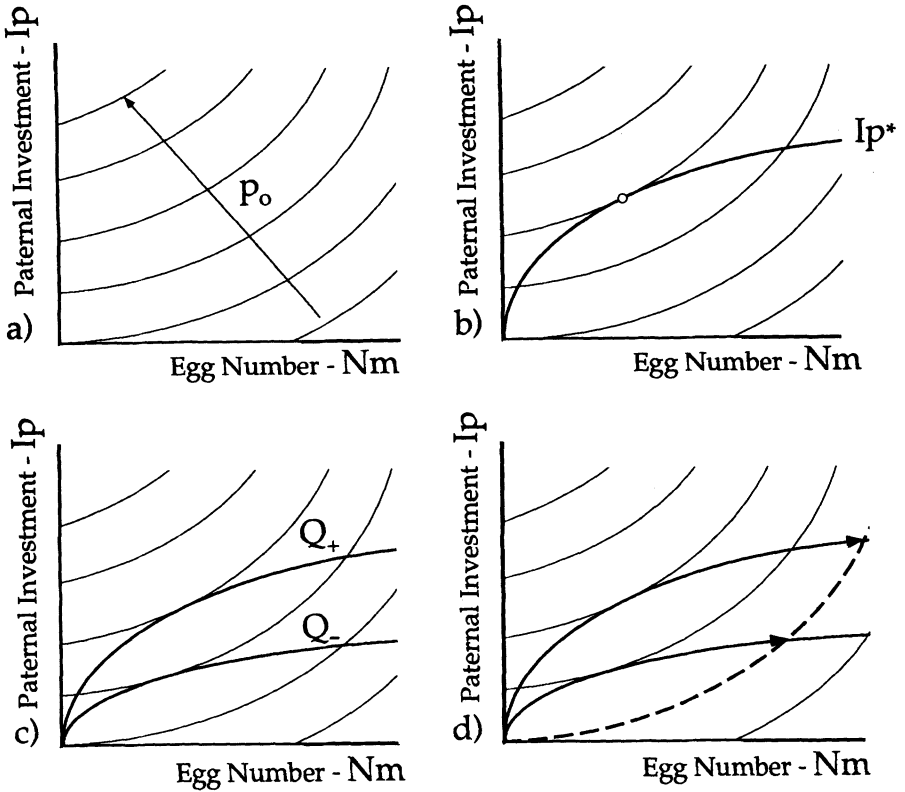 Paternal Investment - Ip
p₀
a)
Egg Number - Nm
Paternal Investment - Ip
Ip*
b)
Egg Number - Nm
Paternal Investment - Ip
Q₊
Q₋
c)
Egg Number - Nm
Paternal Investment - Ip
d)
Egg Number - Nm